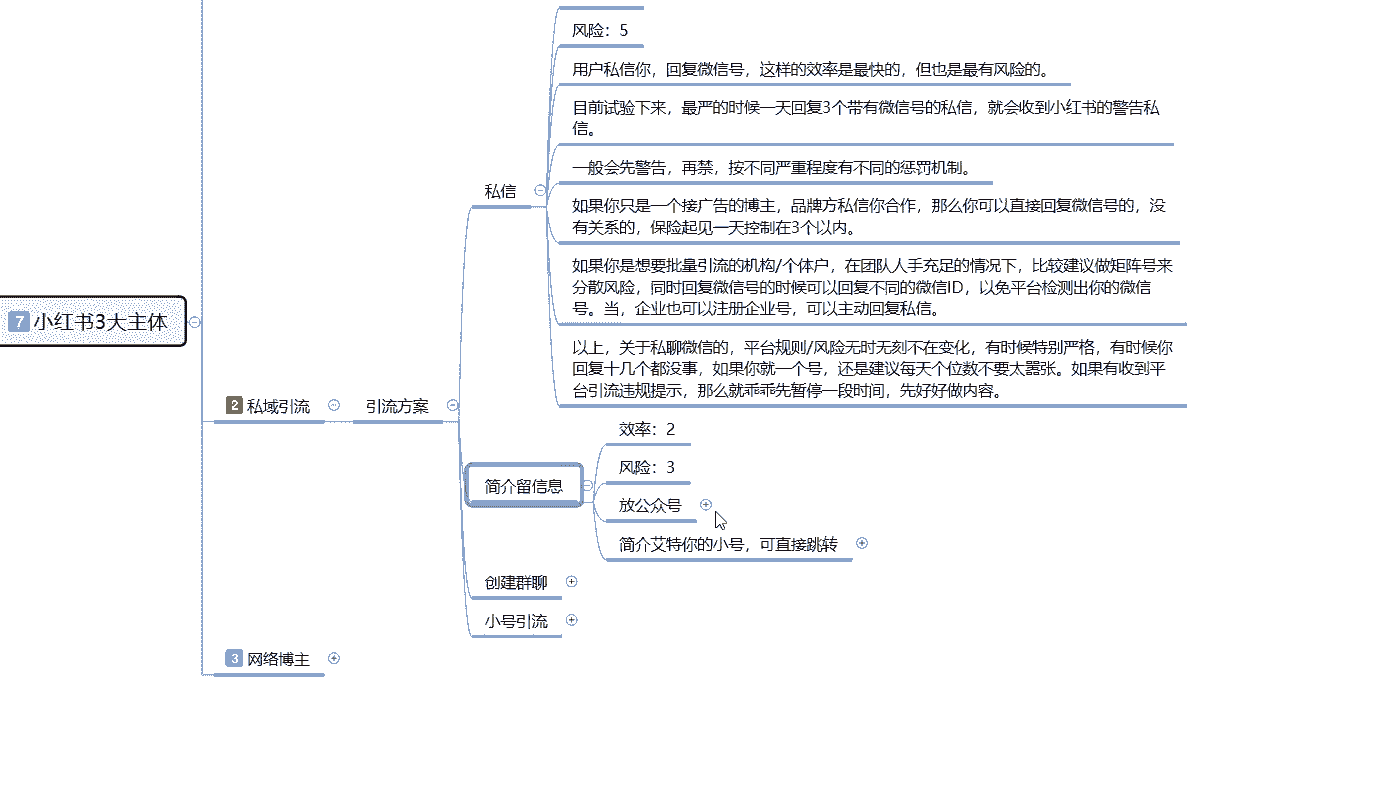 风险：5
用户私信你，回复微信号，这样的效率是最快的，但也是最有风险的。
目前试验下来，最严的时候一天回复3个带有微信号的私信，就会收到小红书的警告私
信。
一般会先警告，再禁，按不同严重程度有不同的惩罚机制。
私信
如果你只是一个接广告的博主，品牌方私信你合作，那么你可以直接回复微信号的，没
有关系的，保险起见一天控制在3个以内。
如果你是想要批量引流的机构/个体户，在团队人手充足的情况下，比较建议做矩阵号来
分散风险，同时回复微信号的时候可以回复不同的微信ID，以免平台检测出你的微信
号。当，企业也可以注册企业号，可以主动回复私信。
7 小红书3大主体
以上，关于私聊微信的，平台规则/风险无时无刻不在变化，有时候特别严格，有时候你
回复十几个都没事，如果你就一个号，还是建议每天个位数不要太嚣张。如果有收到平
台引流违规提示，那么就乖乖先暂停一段时间，先好好做内容。
2 私域引流
引流方案
效率：2
风险：3
简介留信息
放公众号
简介艾特你的小号，可直接跳转
创建群聊
小号引流
3 网络博主